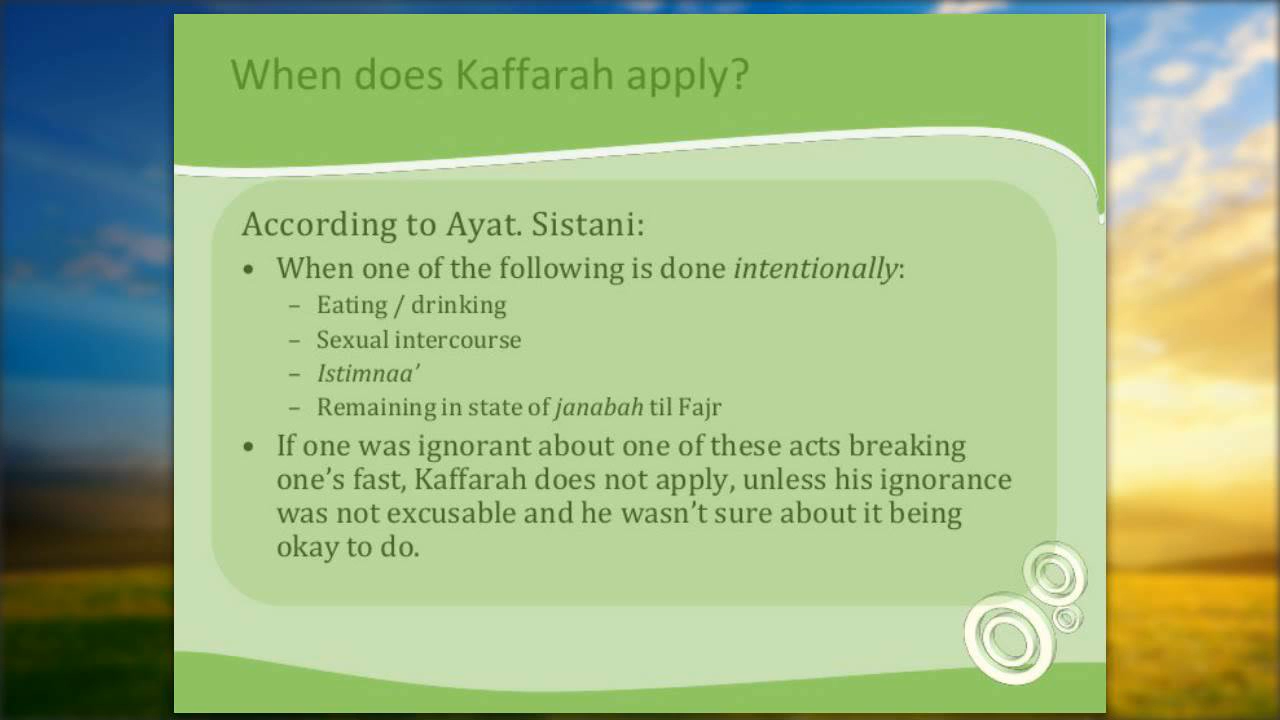 When does Kaffarah apply?
According to Ayat. Sistani:
• When one of the following is done intentionally:
– Eating / drinking
– Sexual intercourse
– Istimnaa’
– Remaining in state of janabah til Fajr
• If one was ignorant about one of these acts breaking
one’s fast, Kaffarah does not apply, unless his ignorance
was not excusable and he wasn’t sure about it being
okay to do.